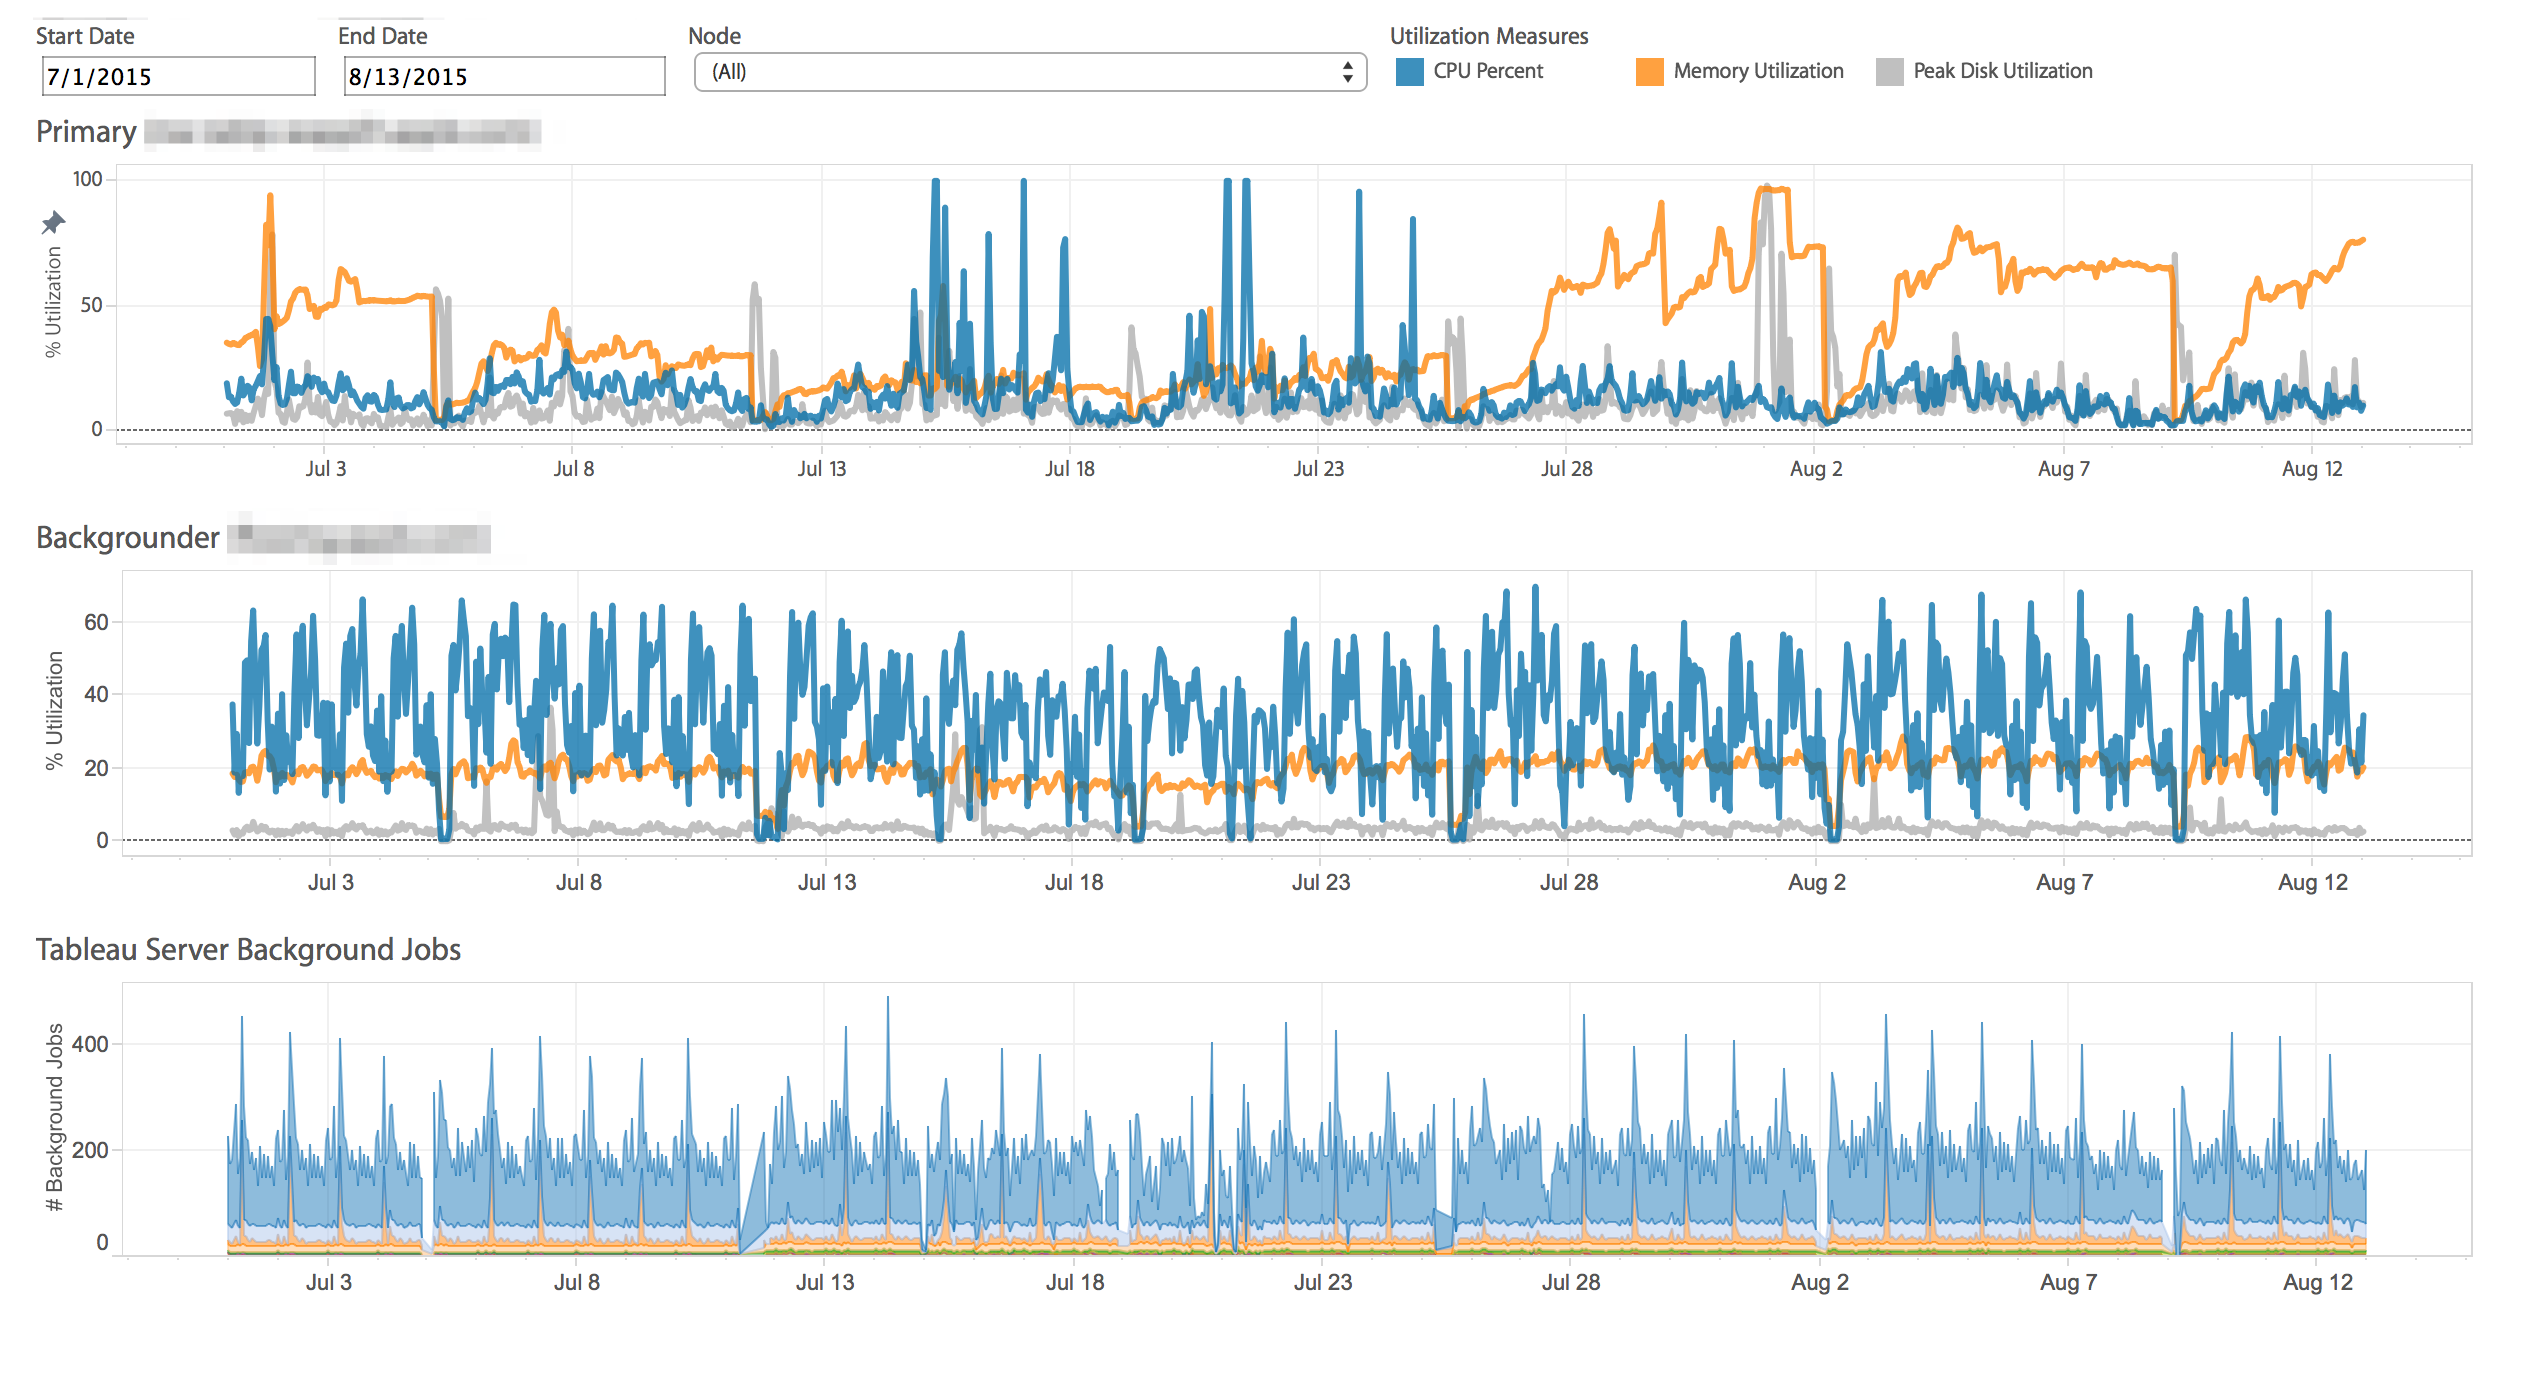 Start Date End Date Node Utilization Measures
7/1/2015 8/13/2015 (All) CPU Percent Memory Utilization Peak Disk Utilization
Primary
100
50
0
% Utilization
Jul 3 Jul 8 Jul 13 Jul 18 Jul 23 Jul 28 Aug 2 Aug 7 Aug 12
Backgrounder
60
40
20
0
% Utilization
Jul 3 Jul 8 Jul 13 Jul 18 Jul 23 Jul 28 Aug 2 Aug 7 Aug 12
Tableau Server Background Jobs
400
200
0
# Background Jobs
Jul 3 Jul 8 Jul 13 Jul 18 Jul 23 Jul 28 Aug 2 Aug 7 Aug 12